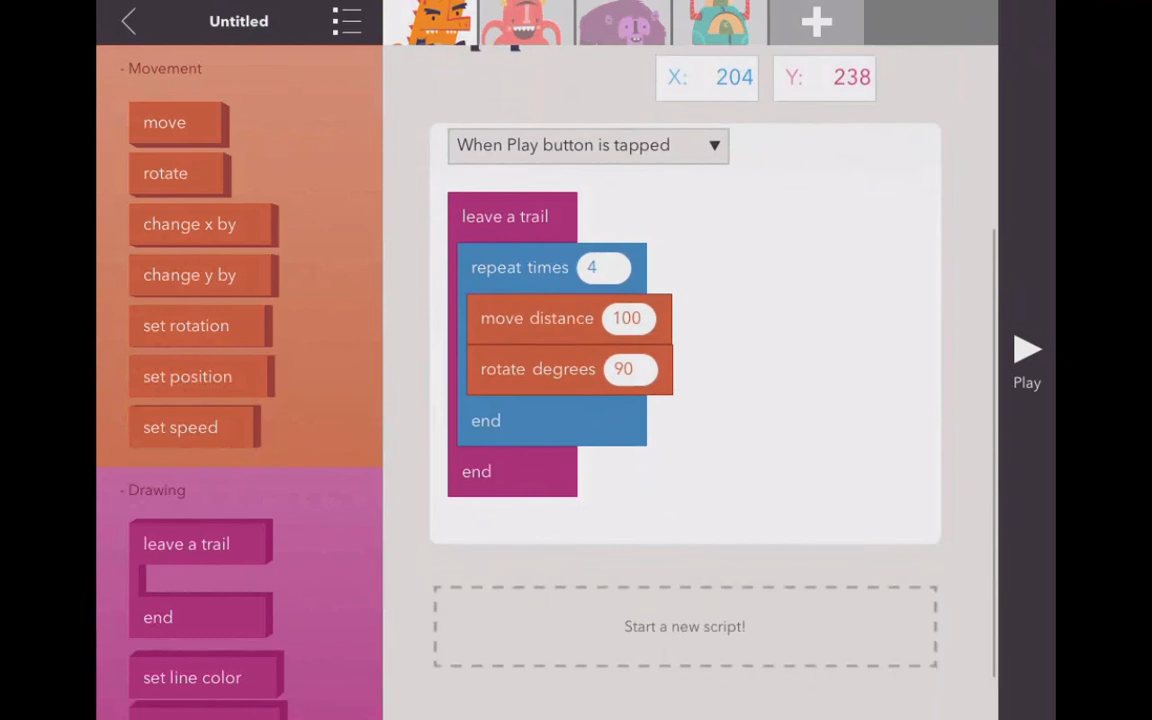 Untitled
- Movement
move
rotate
change x by
change y by
set rotation
set position
set speed
- Drawing
leave a trail
end
set line color
X: 204 Y: 238
When Play button is tapped
leave a trail
repeat times 4
move distance 100
rotate degrees 90
end
end
Start a new script!
Play